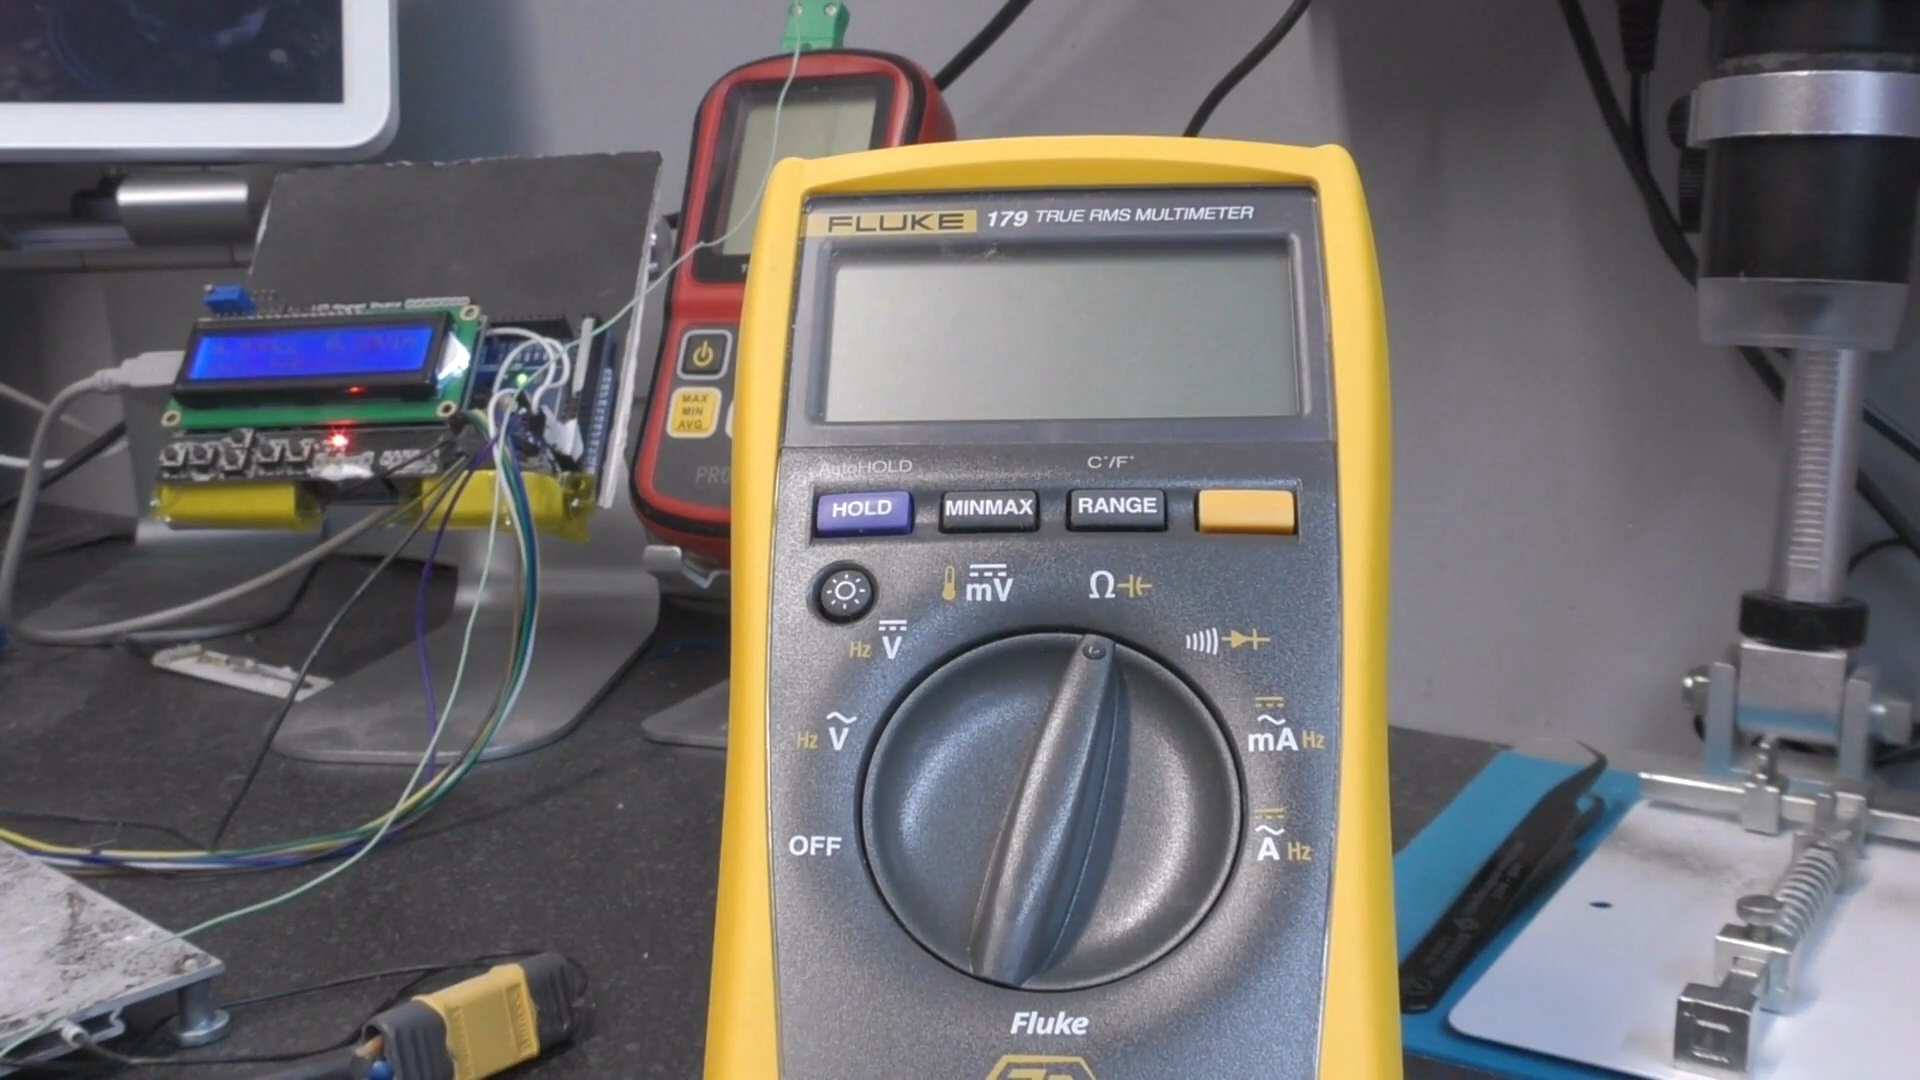 FLUKE 179 TRUE RMS MULTIMETER
AutoHOLD C°/F°
HOLD MINMAX RANGE
mV Ω
Hz V
Hz V
mA Hz
OFF
A Hz
Fluke
MAX
MIN
AVG
PRO